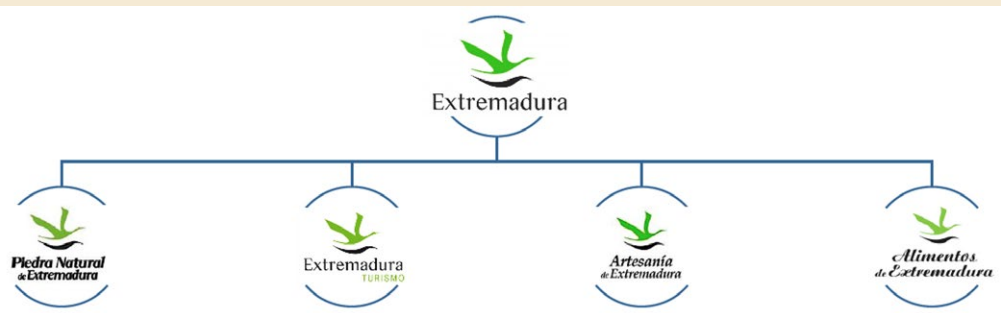 Extremadura
Piedra Natural
de Extremadura
Extremadura
TURISMO
Artesanía
de Extremadura
Alimentos
de Extremadura